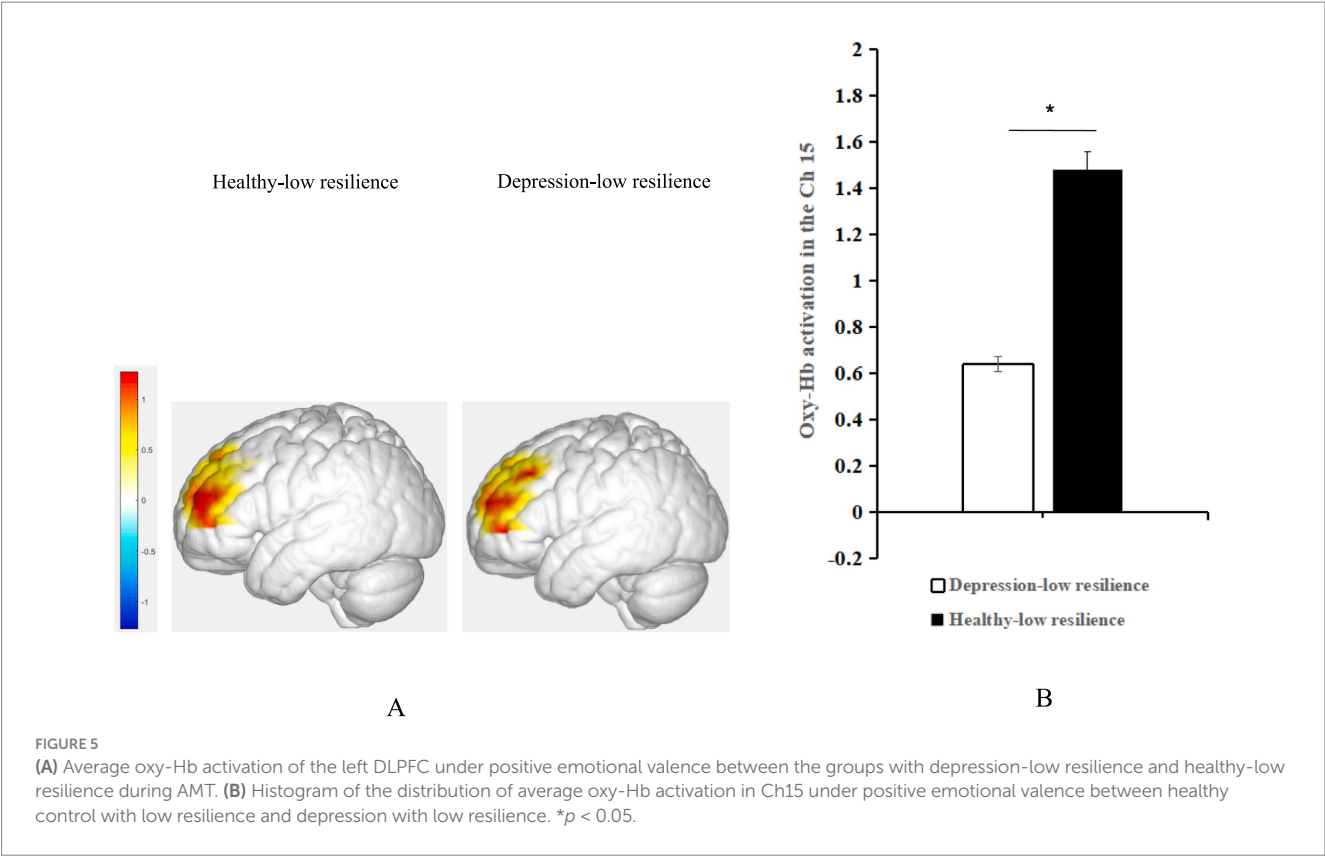 Healthy-low resilience
Depression-low resilience
1
0.5
0
-0.5
-1
A
Oxy-Hb activation in the Ch 15
2
1.8
1.6
1.4
1.2
1
0.8
0.6
0.4
0.2
0
-0.2
*
Depression-low resilience
Healthy-low resilience
B
FIGURE 5
(A) Average oxy-Hb activation of the left DLPFC under positive emotional valence between the groups with depression-low resilience and healthy-low
resilience during AMT. (B) Histogram of the distribution of average oxy-Hb activation in Ch15 under positive emotional valence between healthy
control with low resilience and depression with low resilience. *p < 0.05.